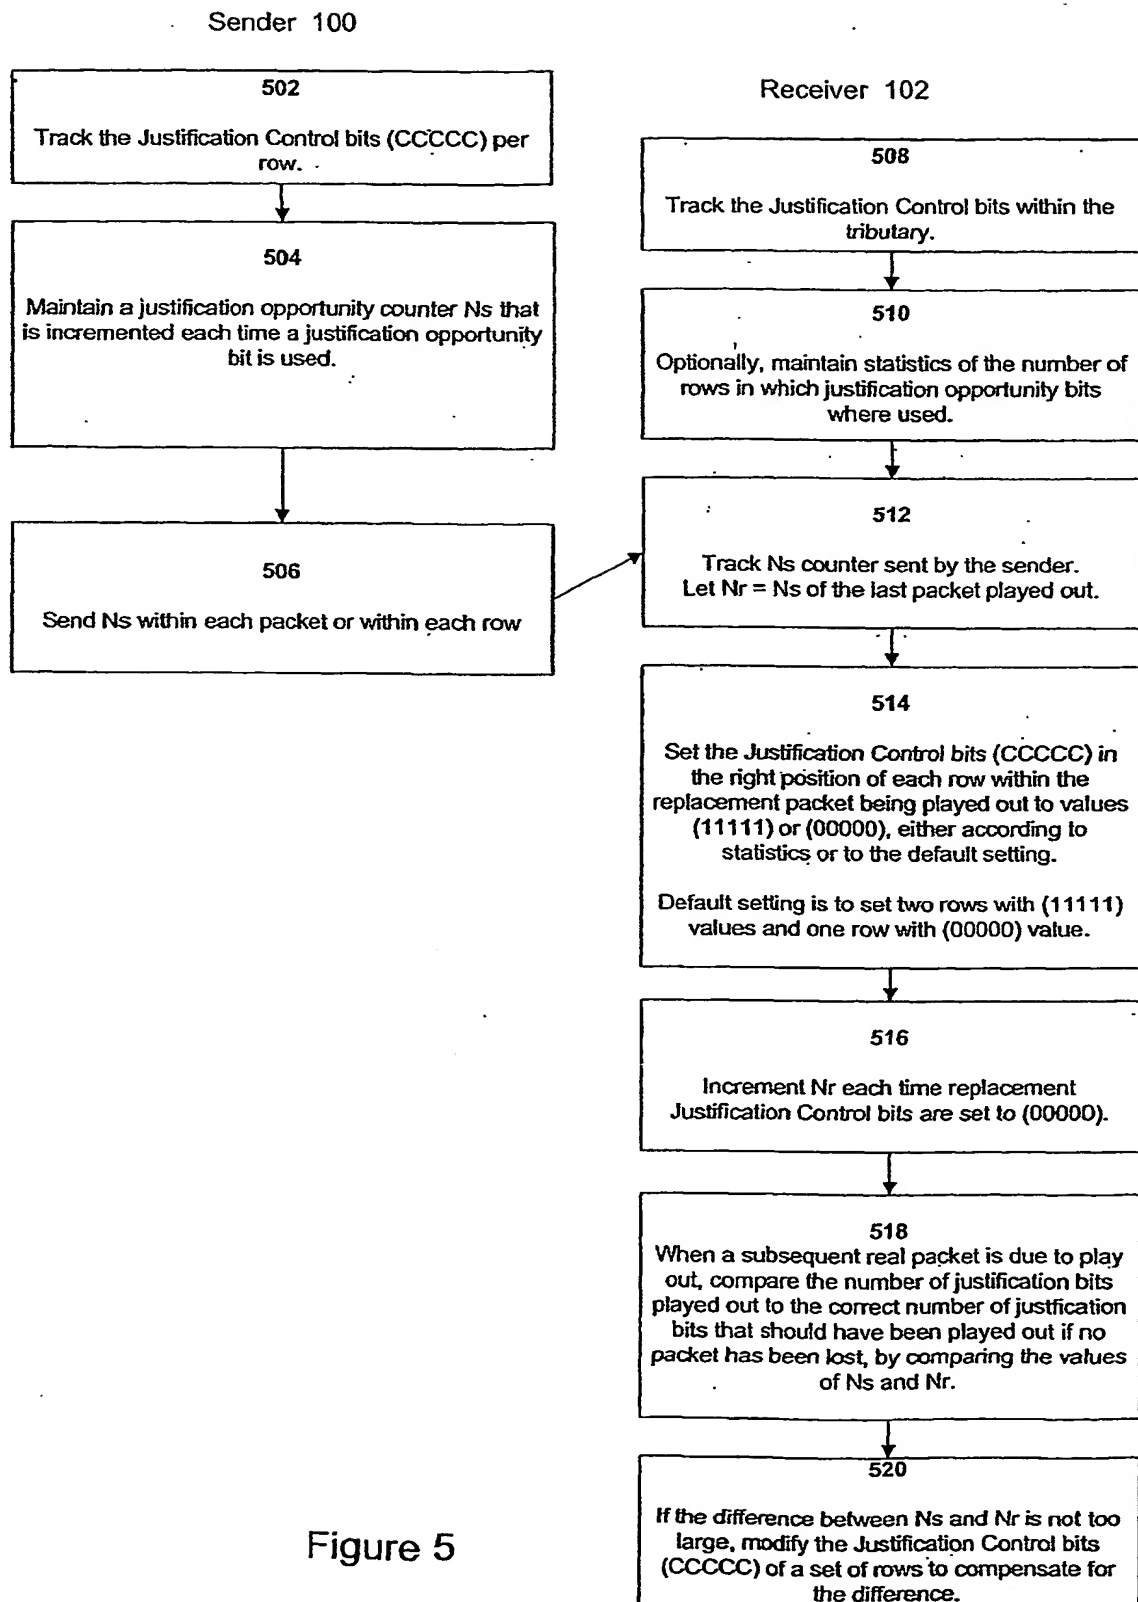 Sender 100
502
Track the Justification Control bits (CCCCC) per
row.
504
Maintain a justification opportunity counter Ns that
is incremented each time a justification opportunity
bit is used.
506
Send Ns within each packet or within each row
Receiver 102
508
Track the Justification Control bits within the
tributary.
510
Optionally, maintain statistics of the number of
rows in which justification opportunity bits
where used.
512
Track Ns counter sent by the sender.
Let Nr = Ns of the last packet played out.
514
Set the Justification Control bits (CCCCC) in
the right position of each row within the
replacement packet being played out to values
(11111) or (00000), either according to
statistics or to the default setting.
Default setting is to set two rows with (11111)
values and one row with (00000) value.
516
Increment Nr each time replacement
Justification Control bits are set to (00000).
518
When a subsequent real packet is due to play
out, compare the number of justification bits
played out to the correct number of justfication
bits that should have been played out if no
packet has been lost, by comparing the values
of Ns and Nr.
520
If the difference between Ns and Nr is not too
large, modify the Justification Control bits
(CCCCC) of a set of rows to compensate for
the difference.
Figure 5